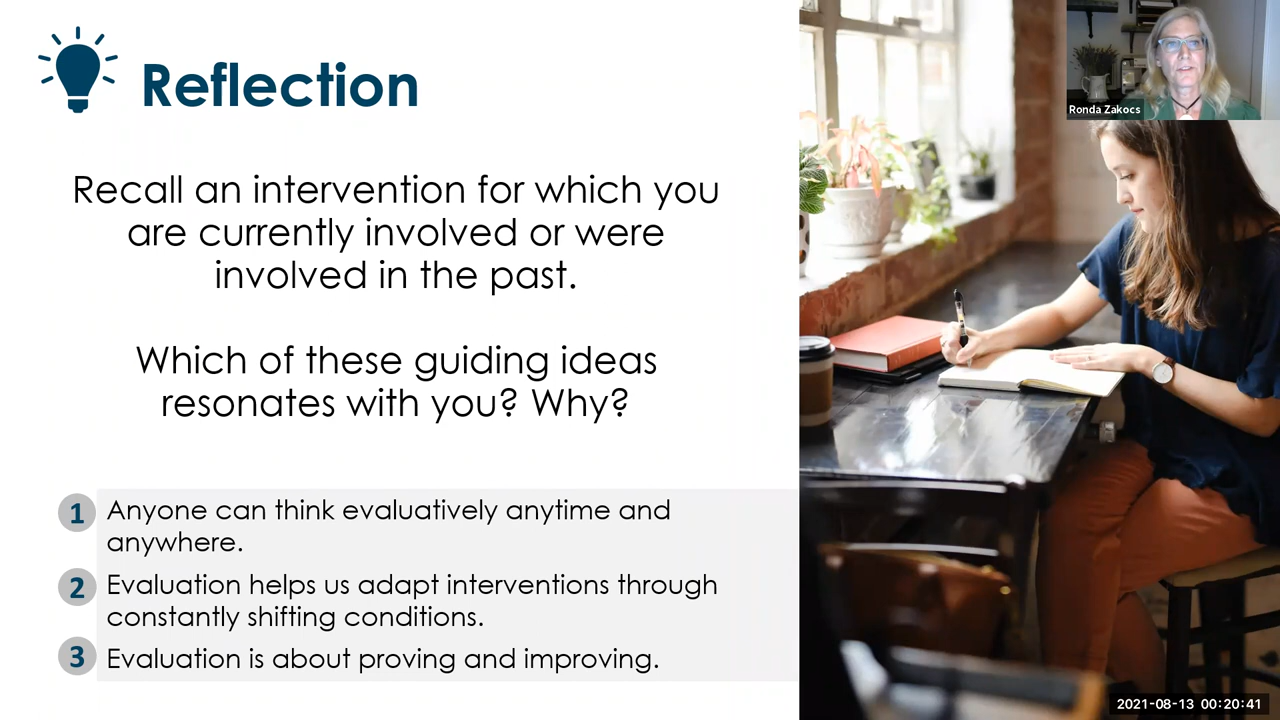 Reflection
Recall an intervention for which you
are currently involved or were
involved in the past.
Which of these guiding ideas
resonates with you? Why?
1 Anyone can think evaluatively anytime and
anywhere.
2 Evaluation helps us adapt interventions through
constantly shifting conditions.
3 Evaluation is about proving and improving.
Ronda Zakocs
2021-08-13 00:20:41